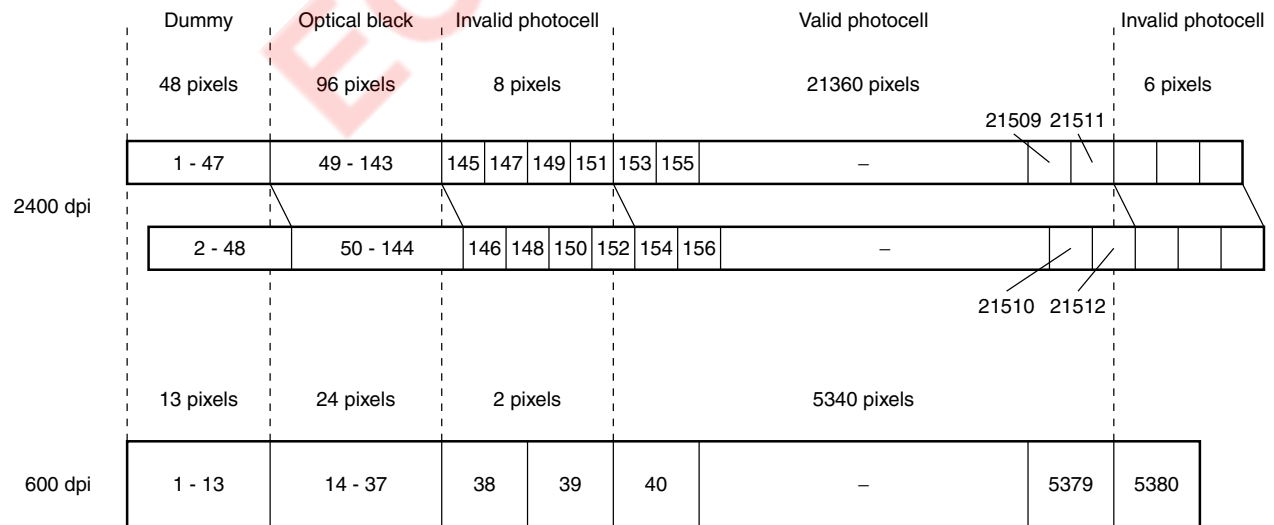 Dummy Optical black Invalid photocell Valid photocell Invalid photocell
48 pixels 96 pixels 8 pixels 21360 pixels 6 pixels
21509 21511
1 - 47 49 - 143 145 147 149 151 153 155 –
2400 dpi
2 - 48 50 - 144 146 148 150 152 154 156 –
21510 21512
13 pixels 24 pixels 2 pixels 5340 pixels
600 dpi 1 - 13 14 - 37 38 39 40 – 5379 5380